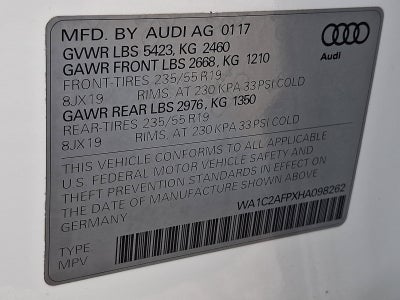 MFD. BY AUDI AG 01/17
GVWR LBS 5423, KG 2460
GAWR FRONT LBS 2668, KG 1210
FRONT-TIRES 235/55 R19
8JX19 RIMS, AT 230 KPA 33 PSI COLD
GAWR REAR LBS 2976, KG 1350
REAR-TIRES 235/55 R19
8JX19 RIMS, AT 230 KPA 33 PSI COLD
Audi
THIS VEHICLE CONFORMS TO ALL APPLICABLE
U.S. FEDERAL MOTOR VEHICLE SAFETY AND
THEFT PREVENTION STANDARDS IN EFFECT ON
THE DATE OF MANUFACTURE SHOWN ABOVE
GERMANY
WA1C2AFPXHA098262
TYPE:
MPV